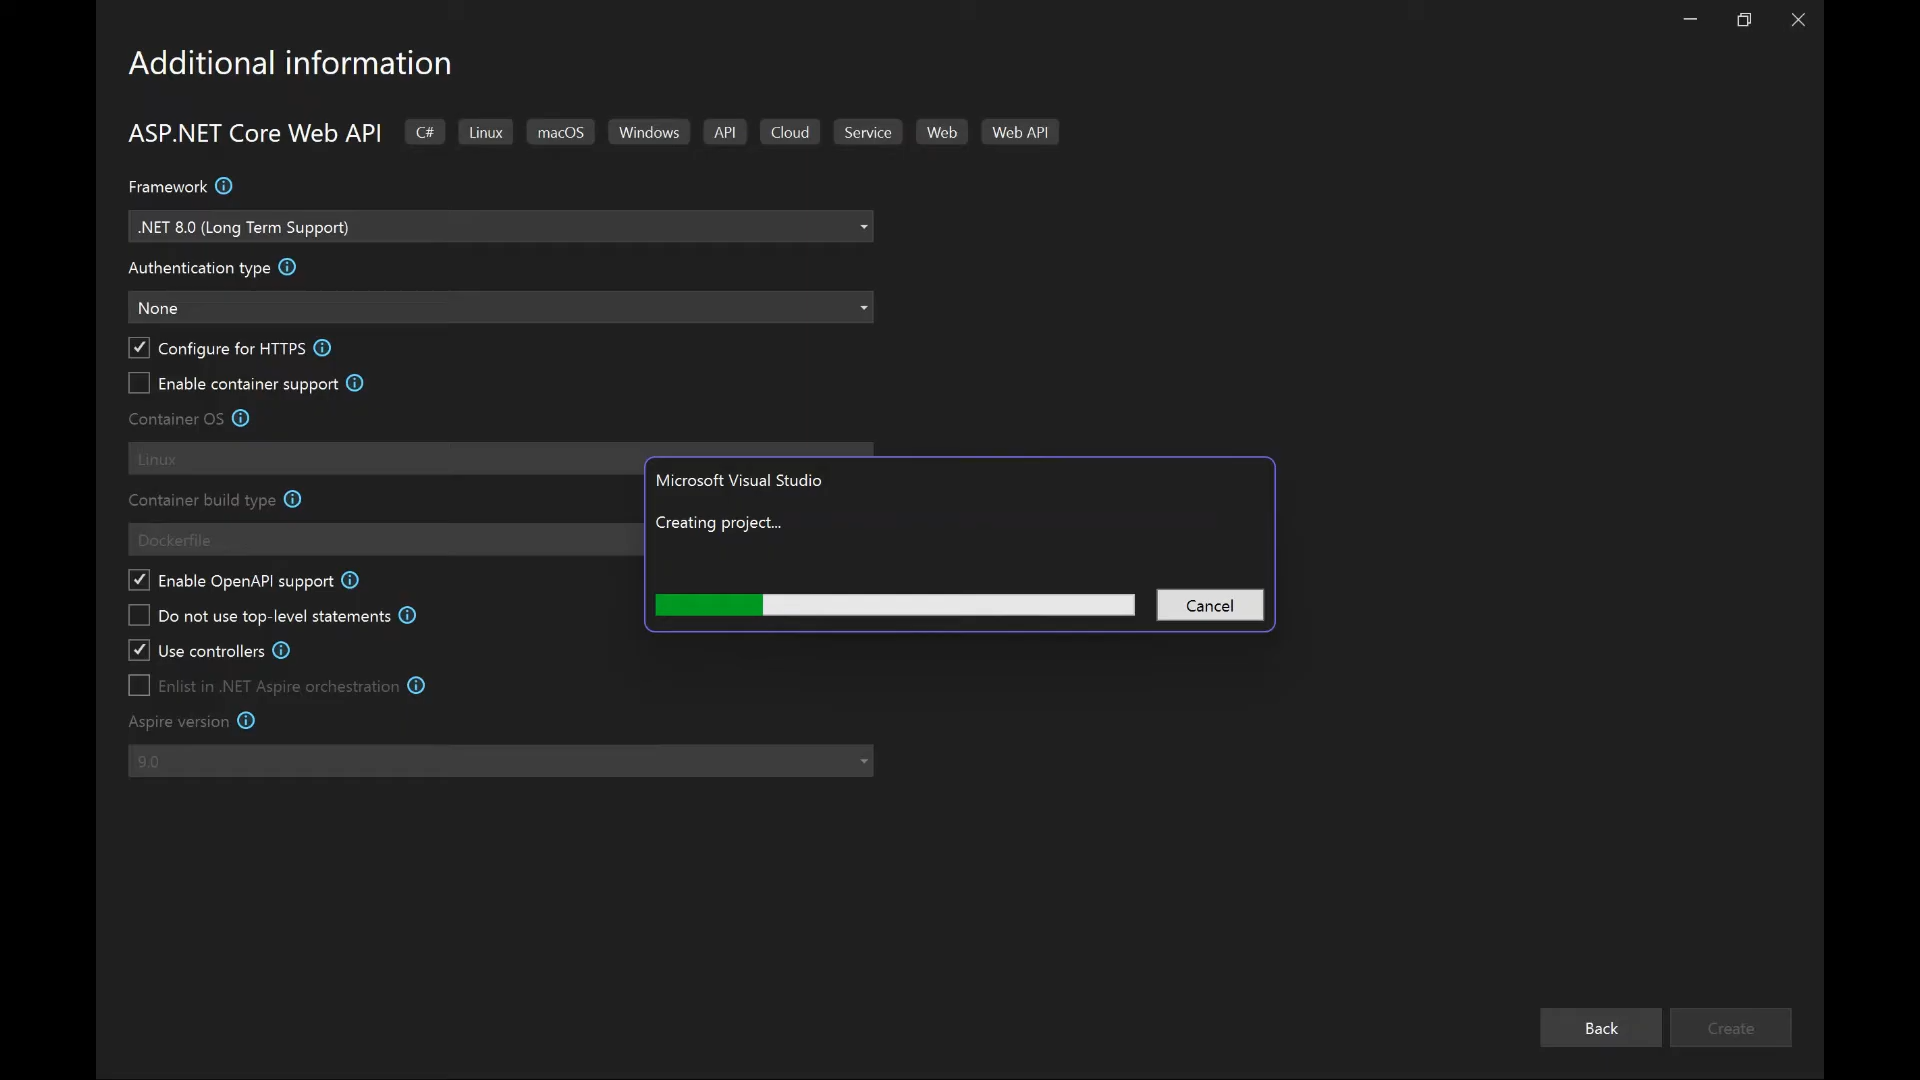 Additional information
ASP.NET Core Web API C# Linux macOS Windows API Cloud Service Web Web API
Framework
.NET 8.0 (Long Term Support)
Authentication type
None
Configure for HTTPS
Enable container support
Container OS
Linux
Container build type
Dockerfile
Enable OpenAPI support
Do not use top-level statements
Use controllers
Enlist in .NET Aspire orchestration
Aspire version
9.0
Microsoft Visual Studio
Creating project...
Cancel
Back
Create